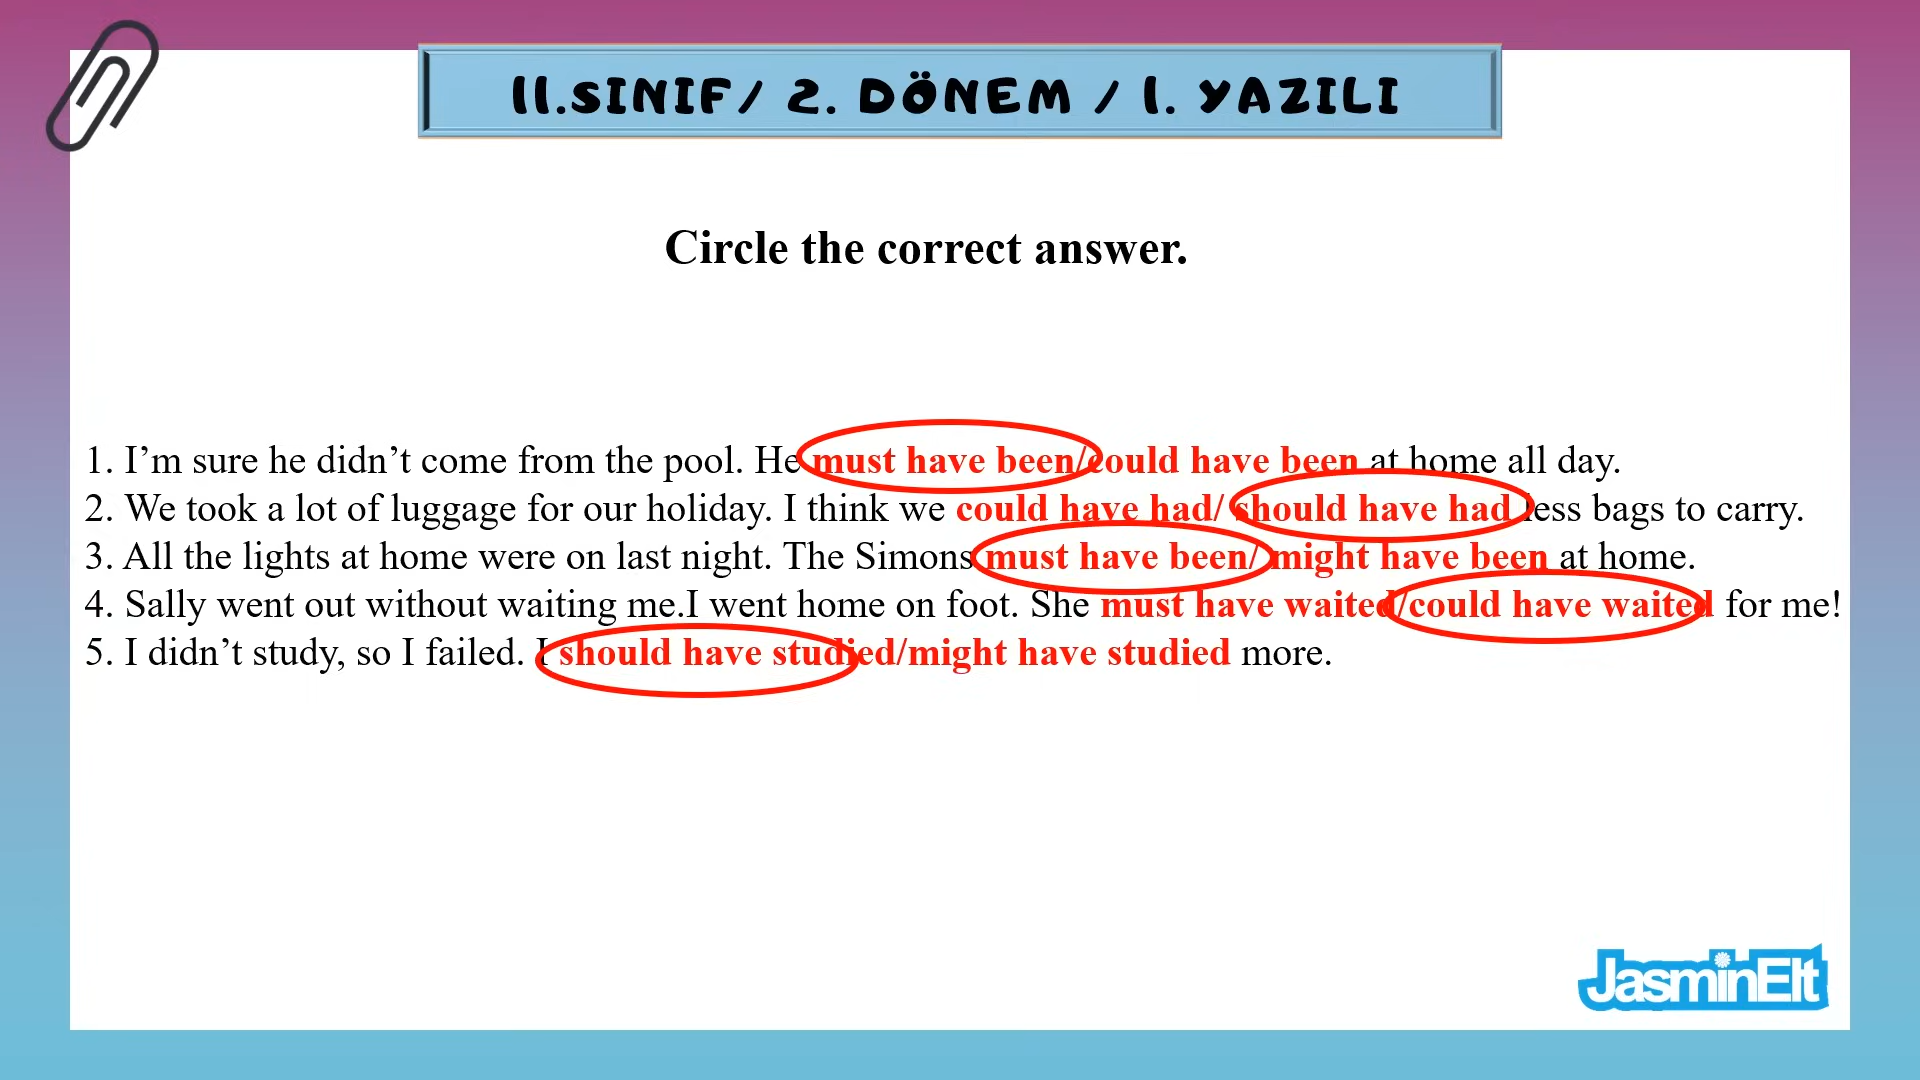 11.SINIF/ 2. DÖNEM / 1. YAZILI
Circle the correct answer.
1. I’m sure he didn’t come from the pool. He must have been/could have been at home all day.
2. We took a lot of luggage for our holiday. I think we could have had/ should have had less bags to carry.
3. All the lights at home were on last night. The Simons must have been/ might have been at home.
4. Sally went out without waiting me.I went home on foot. She must have waited/could have waited for me!
5. I didn’t study, so I failed. I should have studied/might have studied more.
JasminElt